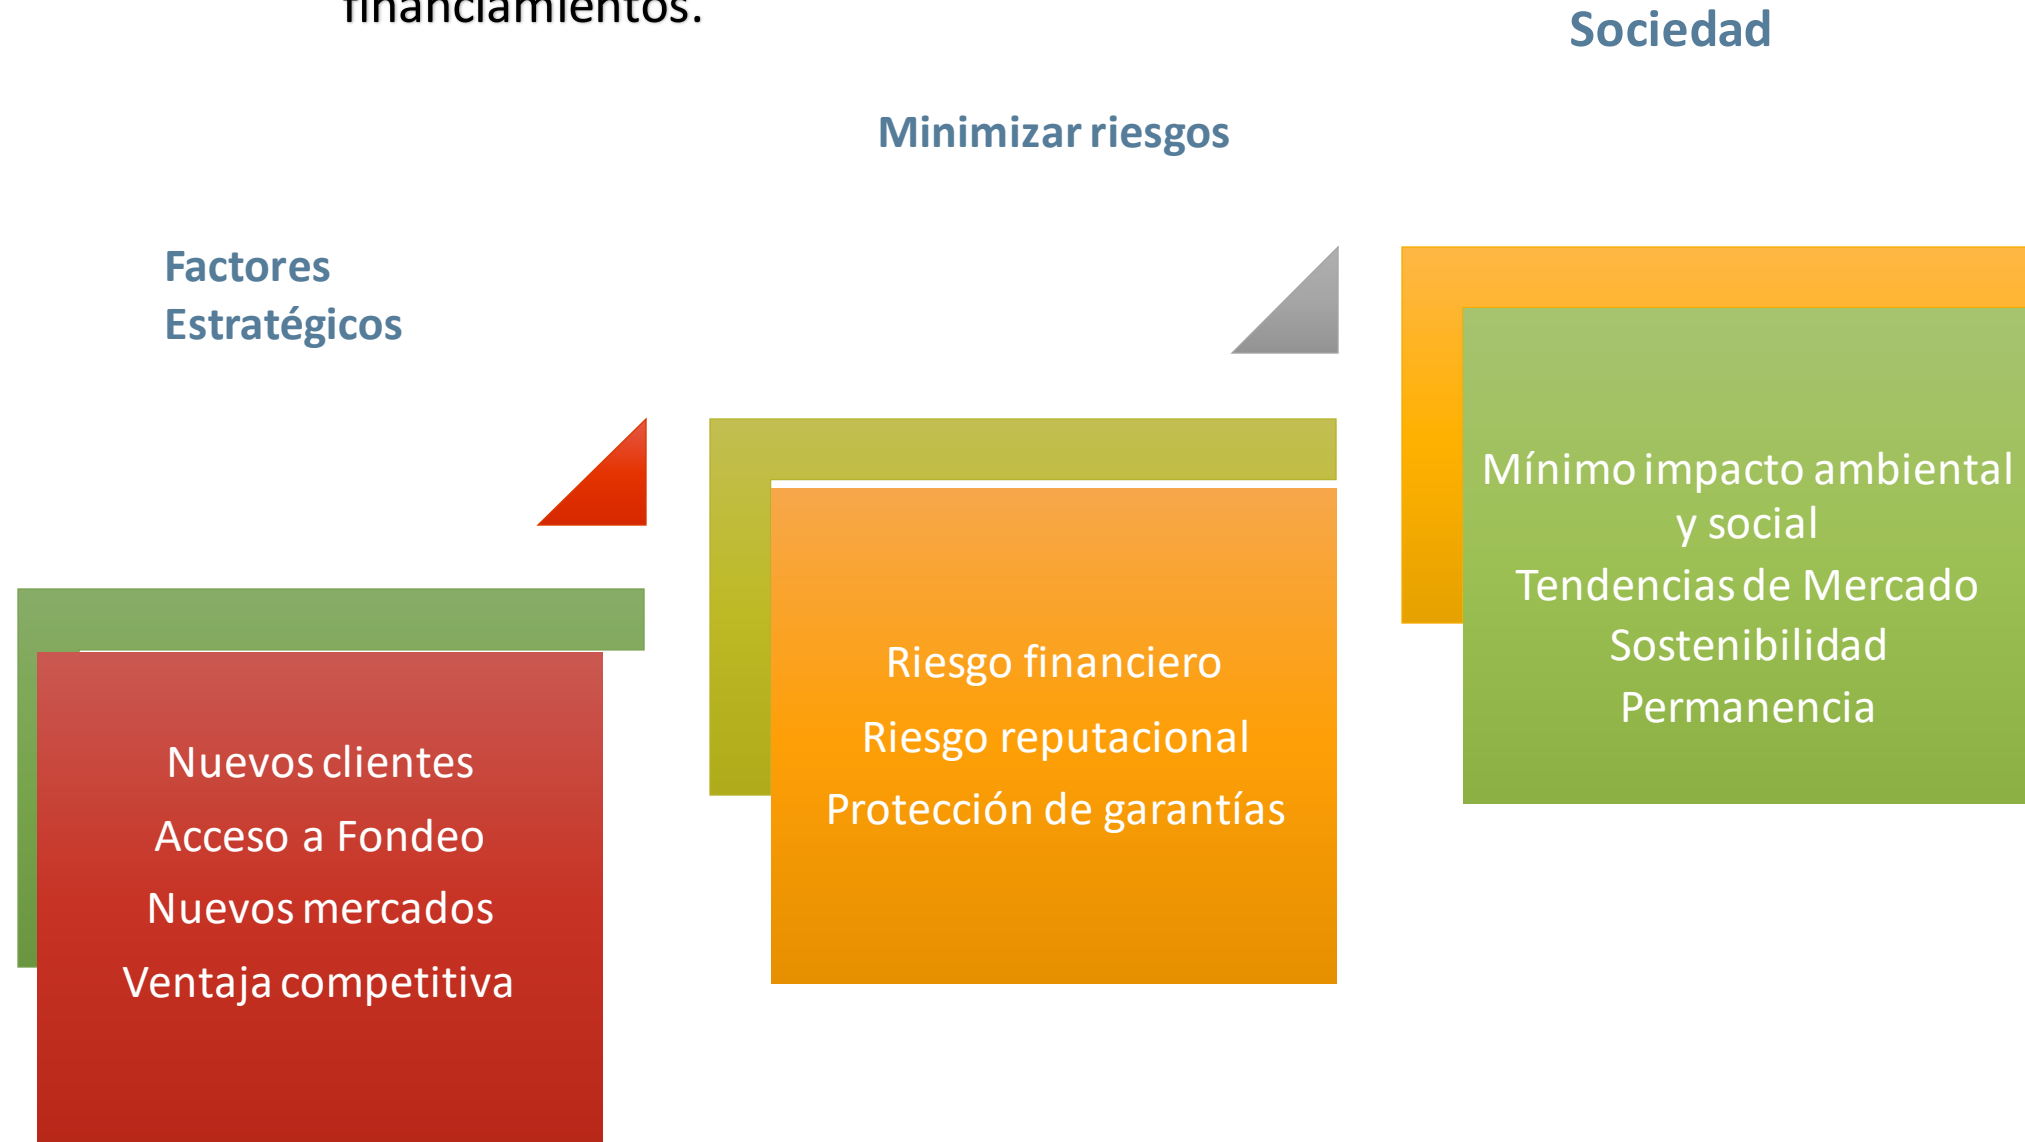 financiamientos.
Sociedad
Minimizar riesgos
Factores
Estratégicos
Nuevos clientes
Acceso a Fondeo
Nuevos mercados
Ventaja competitiva
Riesgo financiero
Riesgo reputacional
Protección de garantías
Mínimo impacto ambiental
y social
Tendencias de Mercado
Sostenibilidad
Permanencia